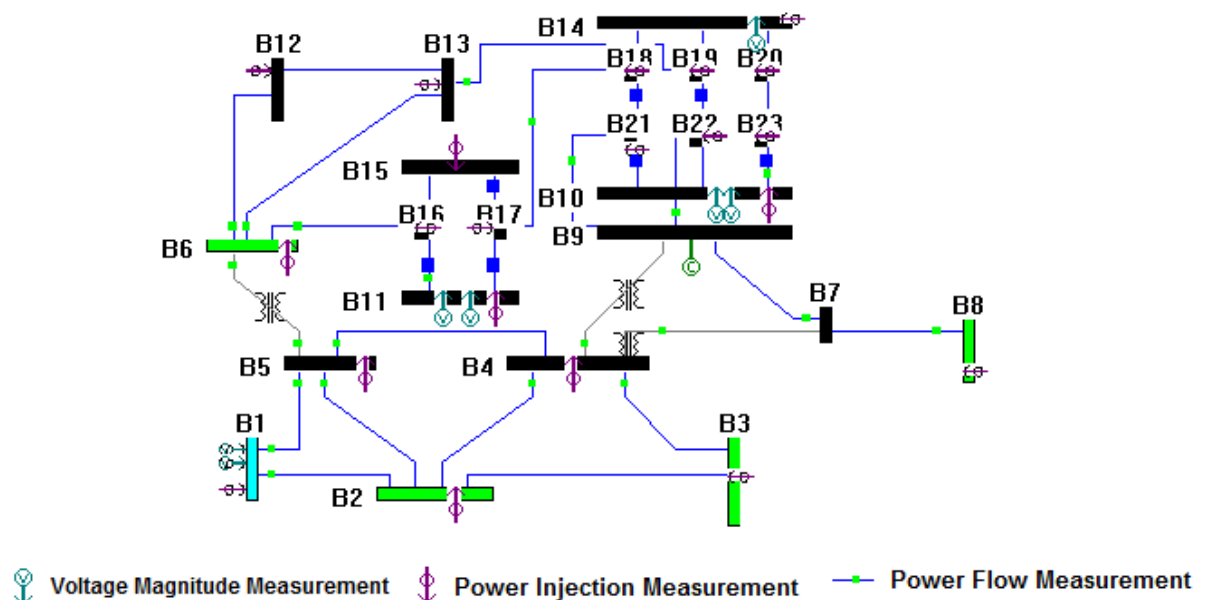 B14
B12
B13
B18
B19
B20
B21
B22
B23
B15
B10
B16
B17
B9
B6
B11
B7
B8
B5
B4
B1
B3
B2
V
V
V
V
V
C
Voltage Magnitude Measurement
Power Injection Measurement
Power Flow Measurement